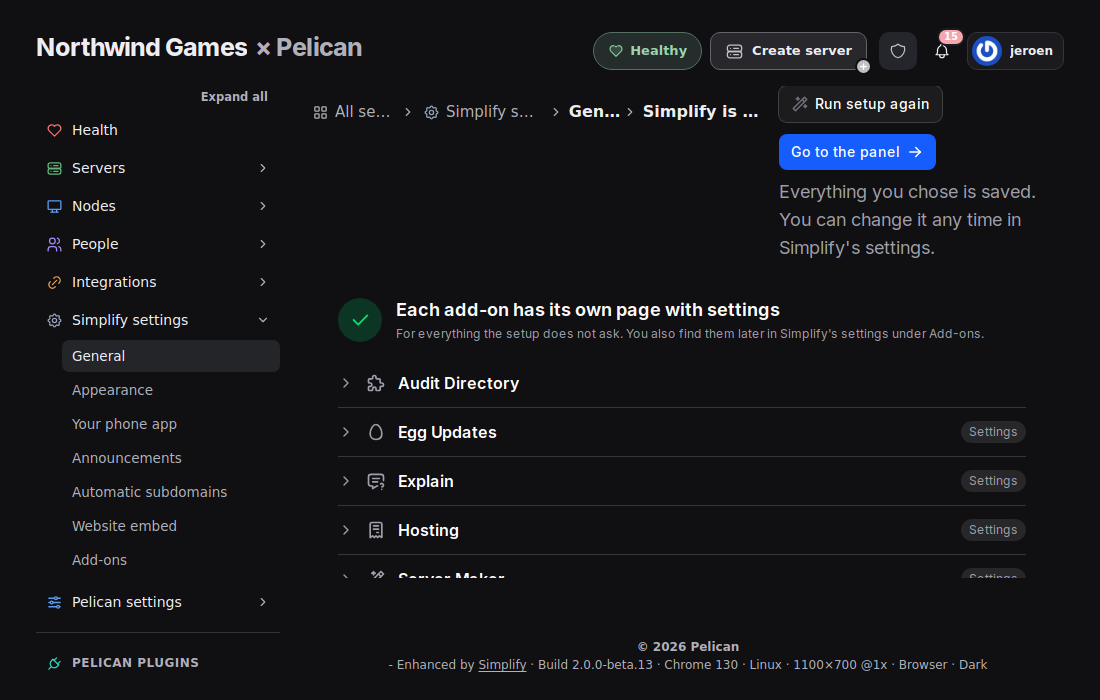 Northwind Games × Pelican
Healthy
Create server
15
jeroen
Expand all
Health
Servers
Nodes
People
Integrations
Simplify settings
General
Appearance
Your phone app
Announcements
Automatic subdomains
Website embed
Add-ons
Pelican settings
PELICAN PLUGINS
All se... > Simplify s... > Gen... > Simplify is ...
Run setup again
Go to the panel →
Everything you chose is saved.
You can change it any time in
Simplify's settings.
Each add-on has its own page with settings
For everything the setup does not ask. You also find them later in Simplify's settings under Add-ons.
Audit Directory
Egg Updates Settings
Explain Settings
Hosting Settings
Server Maker Settings
© 2026 Pelican
- Enhanced by Simplify · Build 2.0.0-beta.13 · Chrome 130 · Linux · 1100×700 @1x · Browser · Dark